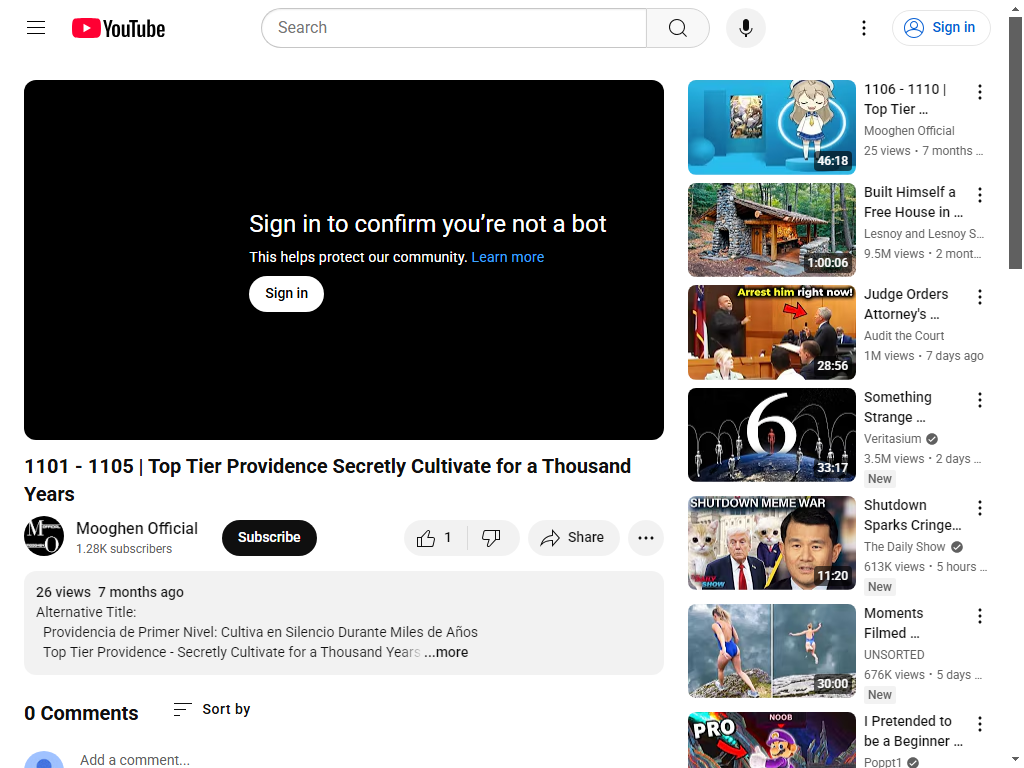 YouTube
Search
Sign in
Sign in to confirm you’re not a bot
This helps protect our community. Learn more
Sign in
1101 - 1105 | Top Tier Providence Secretly Cultivate for a Thousand
Years
Mooghen Official
1.28K subscribers
Subscribe
1
Share
26 views 7 months ago
Alternative Title:
Providencia de Primer Nivel: Cultiva en Silencio Durante Miles de Años
Top Tier Providence - Secretly Cultivate for a Thousand Years ...more
0 Comments
Sort by
Add a comment...
46:18
1106 - 1110 |
Top Tier ...
Mooghen Official
25 views • 7 months ...
1:00:06
Built Himself a
Free House in ...
Lesnoy and Lesnoy S...
9.5M views • 2 mont...
Arrest him right now!
28:56
Judge Orders
Attorney's ...
Audit the Court
1M views • 7 days ago
6
33:17
Something
Strange ...
Veritasium
3.5M views • 2 days ...
New
SHUTDOWN MEME WAR
DAILY SHOW
11:20
Shutdown
Sparks Cringe...
The Daily Show
613K views • 5 hours ...
New
30:00
Moments
Filmed ...
UNSORTED
676K views • 5 days ...
New
PRO
NOOB
I Pretended to
be a Beginner ...
Poppt1